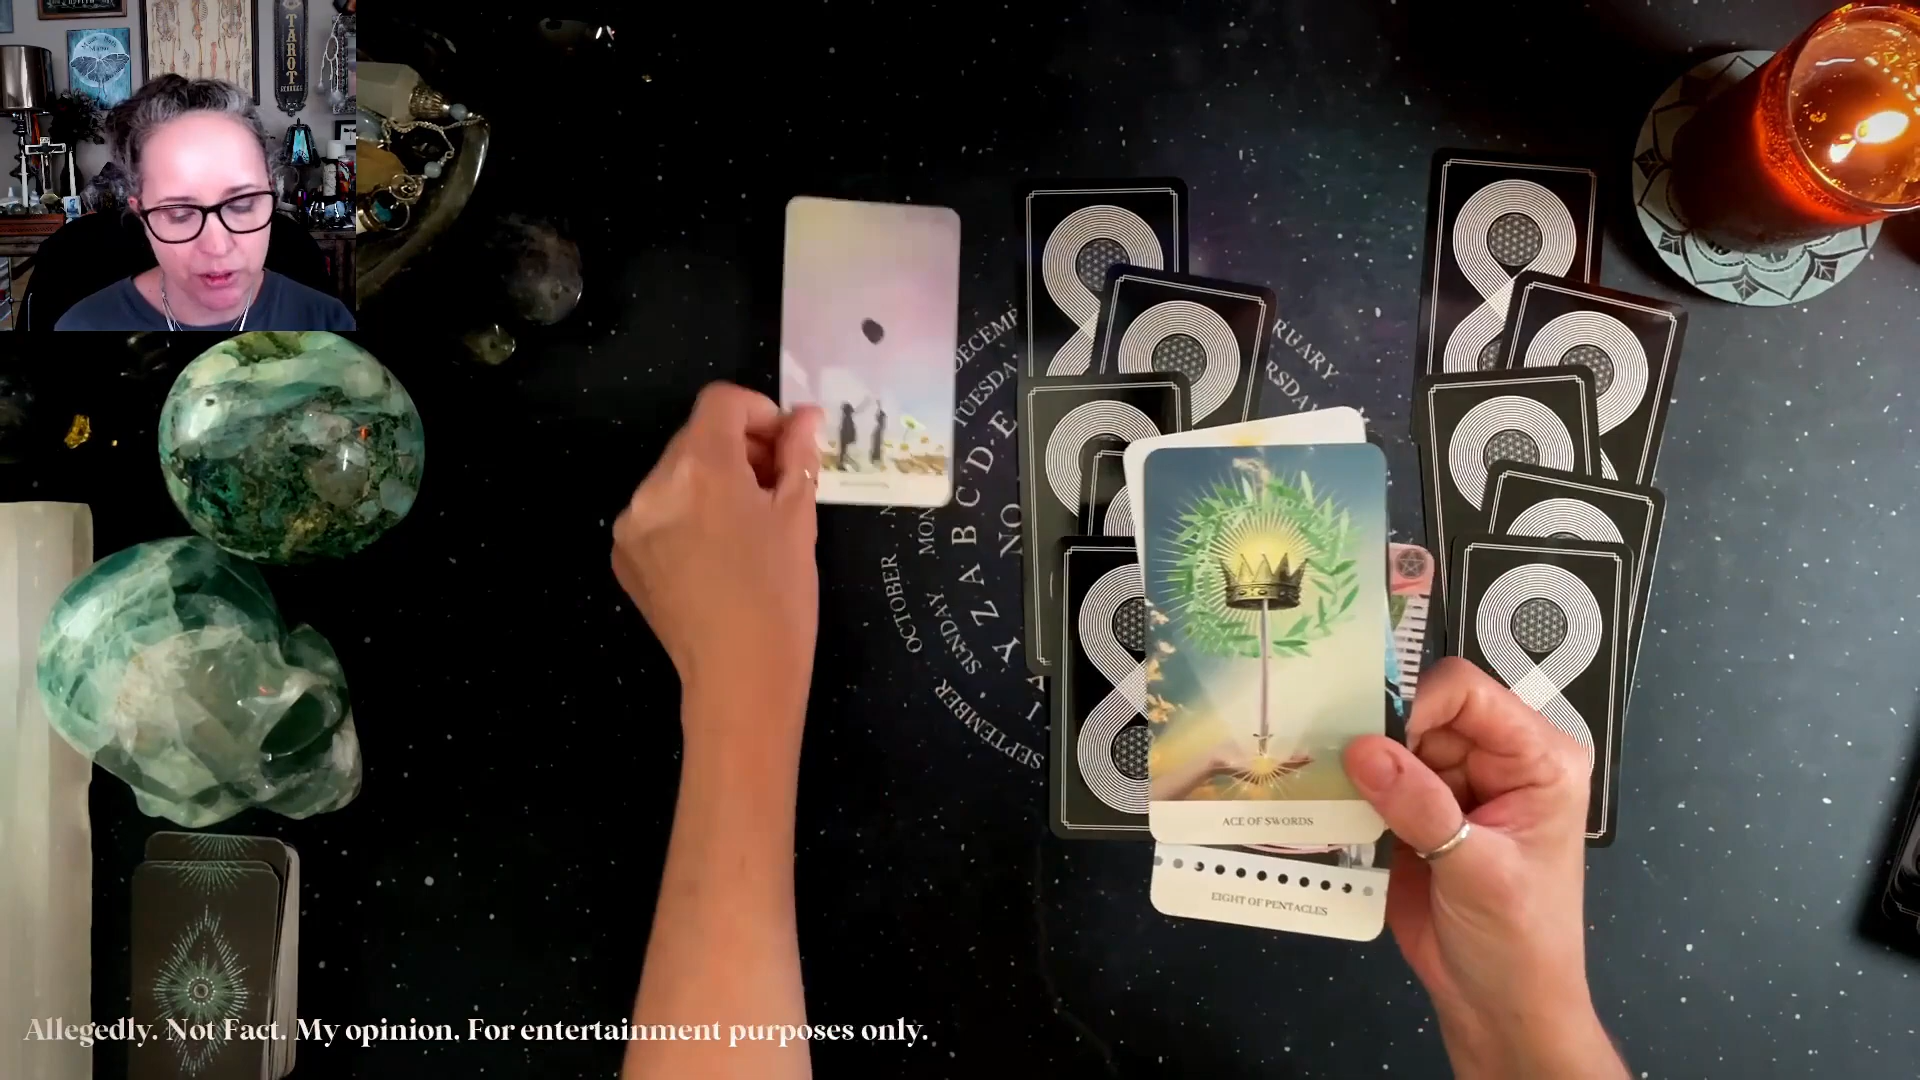 TAROT
DECEMB
TUESDA
RUARY
RSDA
A B C D E
NO
MON
OCTOBER
SUNDAY
Z
Y
SEPTEMBER
ACE OF SWORDS
EIGHT OF PENTACLES
Allegedly. Not Fact. My opinion. For entertainment purposes only.